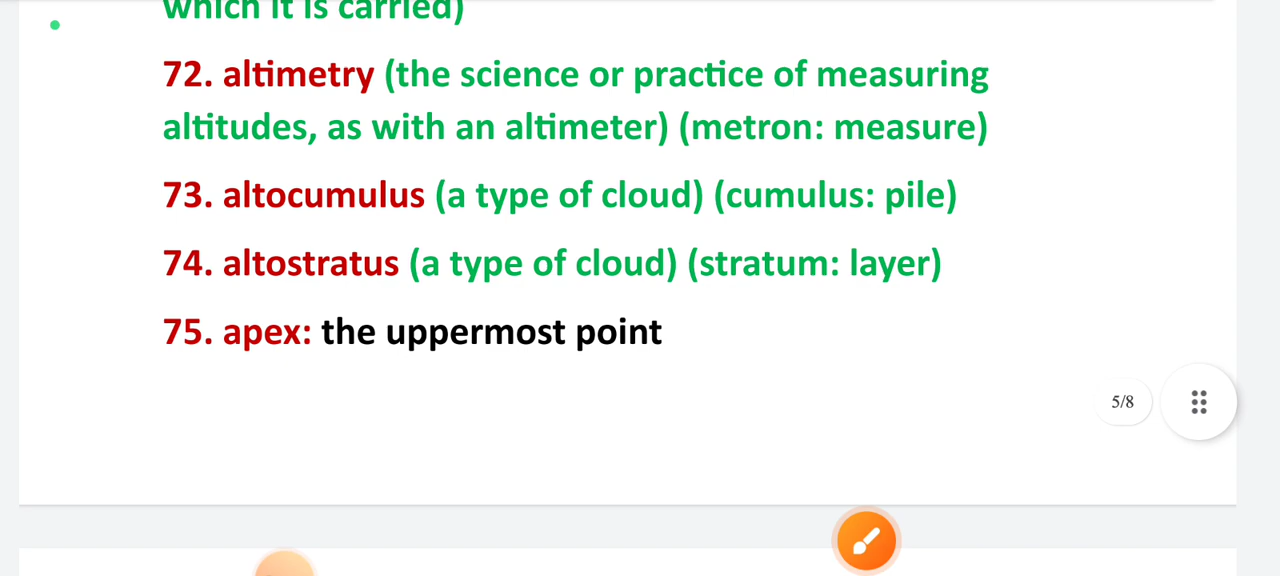 which it is carried)
72. altimetry (the science or practice of measuring
altitudes, as with an altimeter) (metron: measure)
73. altocumulus (a type of cloud) (cumulus: pile)
74. altostratus (a type of cloud) (stratum: layer)
75. apex: the uppermost point
5/8